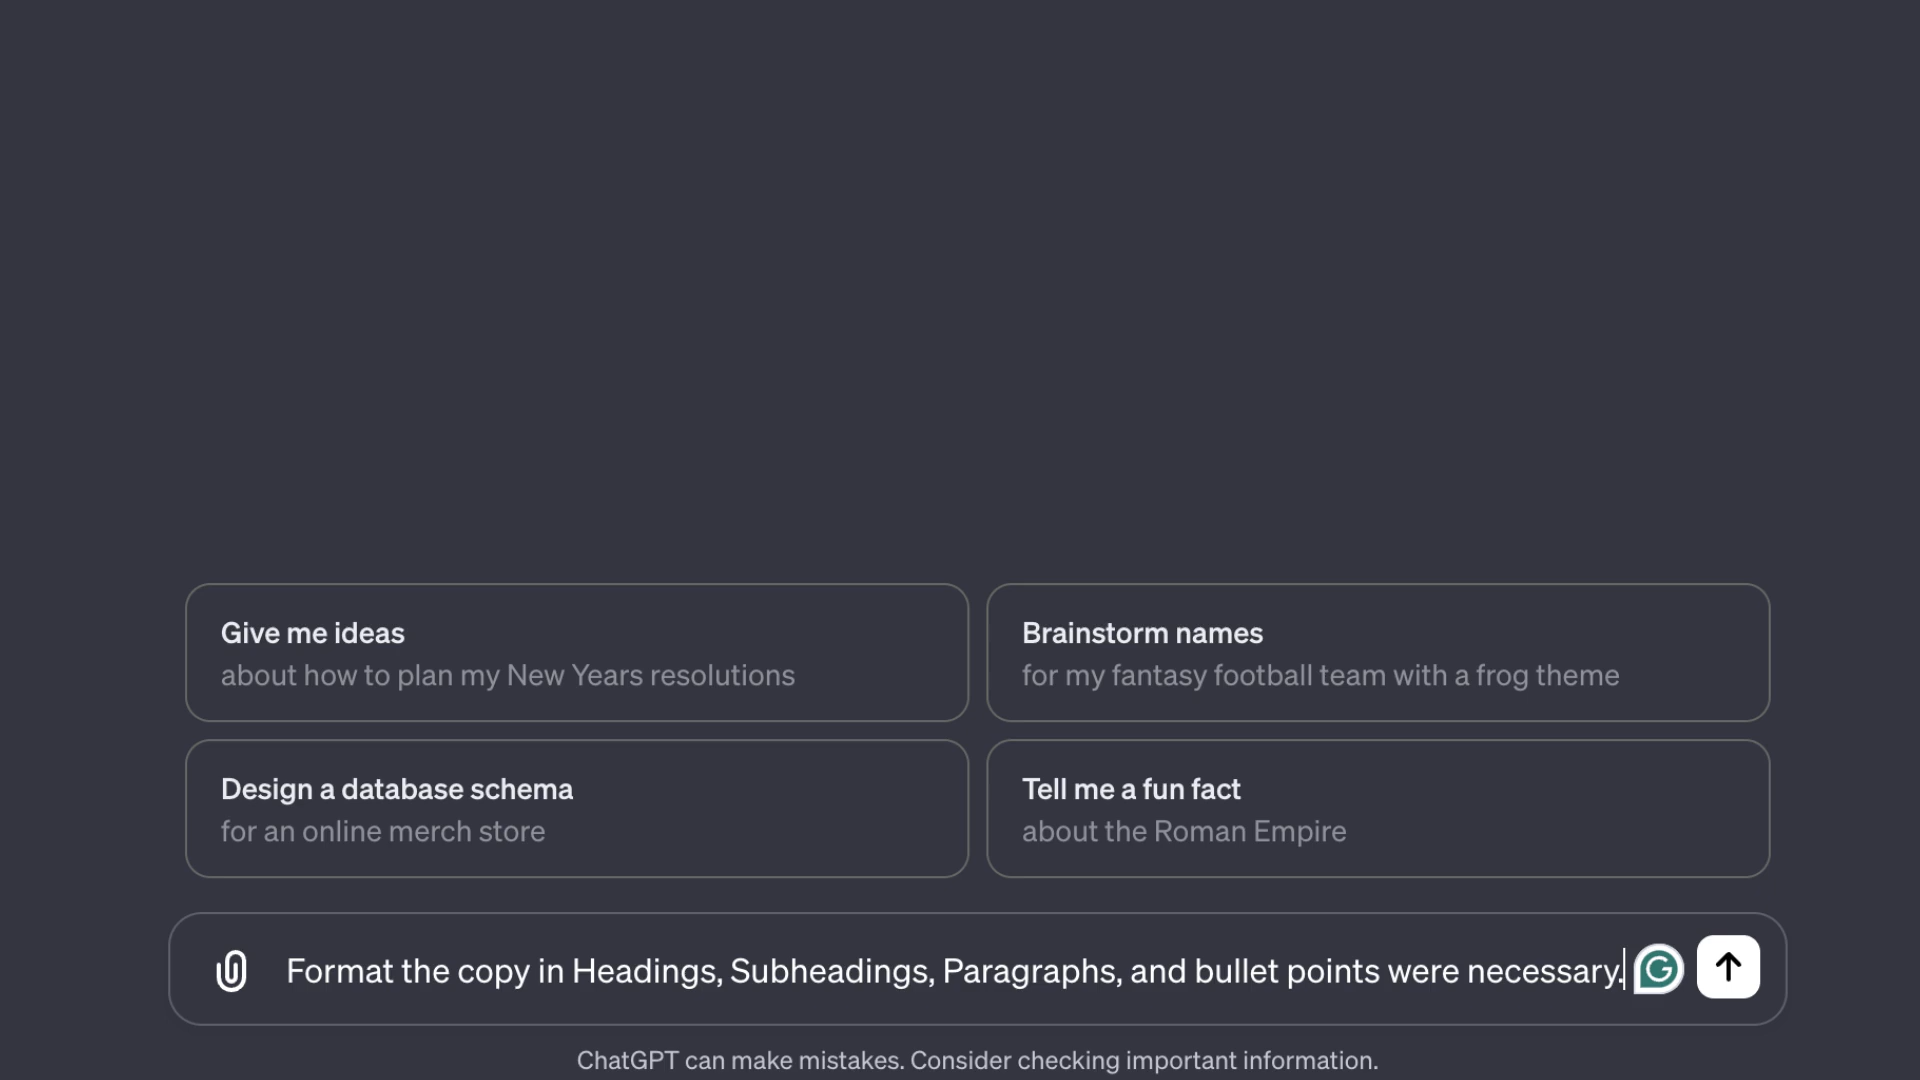 Give me ideas
about how to plan my New Years resolutions
Brainstorm names
for my fantasy football team with a frog theme
Design a database schema
for an online merch store
Tell me a fun fact
about the Roman Empire
Format the copy in Headings, Subheadings, Paragraphs, and bullet points were necessary.
ChatGPT can make mistakes. Consider checking important information.